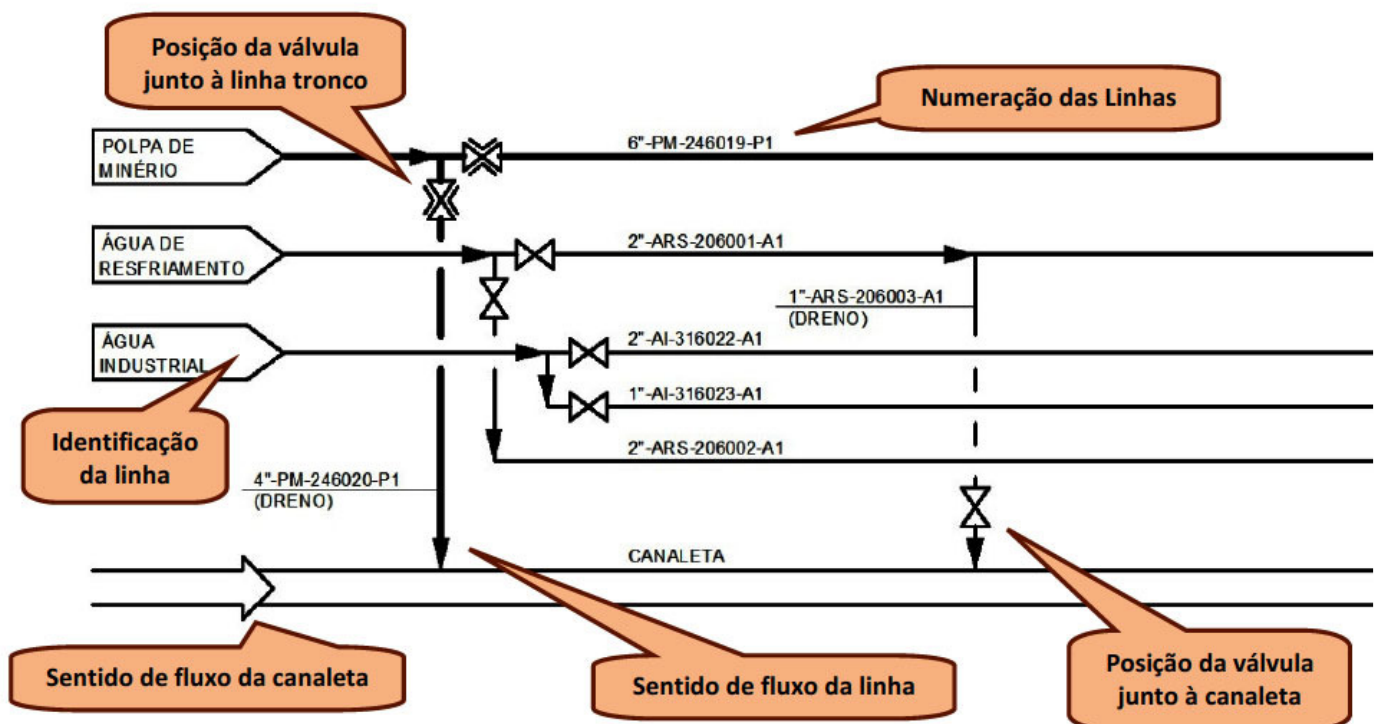 Posição da válvula
junto à linha tronco
Numeração das Linhas
POLPA DE
MINÉRIO
6"-PM-246019-P1
ÁGUA DE
RESFRIAMENTO
2"-ARS-206001-A1
1"-ARS-206003-A1
(DRENO)
ÁGUA
INDUSTRIAL
2"-AI-316022-A1
1"-AI-316023-A1
Identificação
da linha
2"-ARS-206002-A1
4"-PM-246020-P1
(DRENO)
CANALETA
Sentido de fluxo da canaleta
Sentido de fluxo da linha
Posição da válvula
junto à canaleta